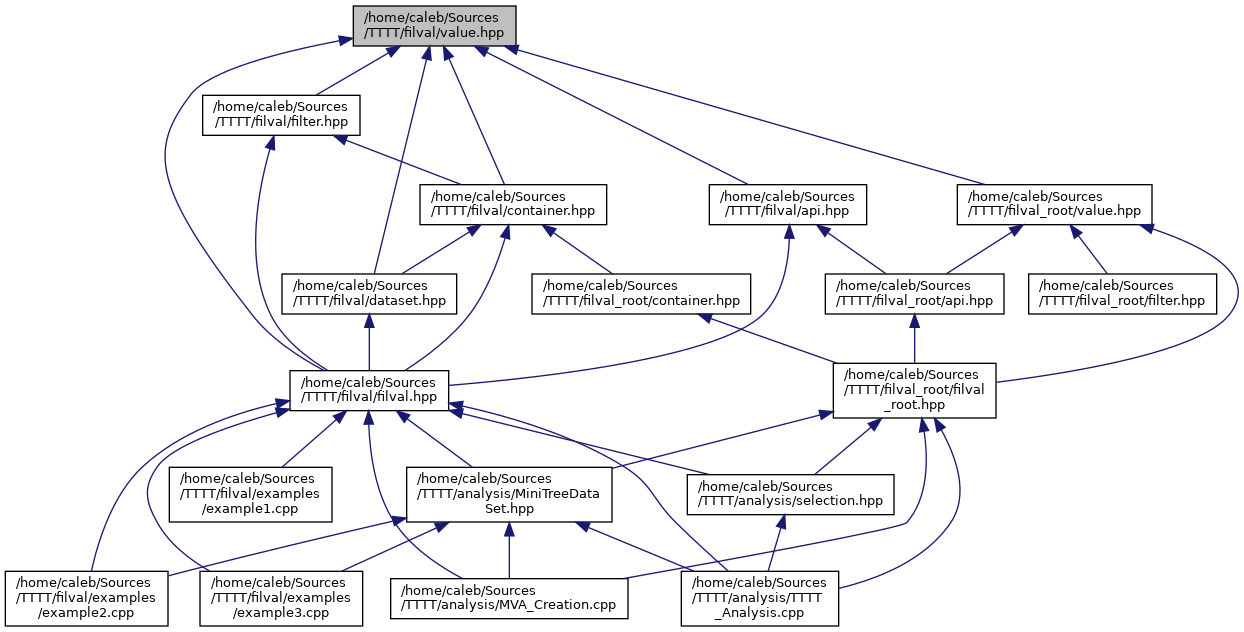 /home/caleb/Sources
/TTTT/filval/value.hpp
/home/caleb/Sources
/TTTT/filval/filter.hpp
/home/caleb/Sources
/TTTT/filval/container.hpp
/home/caleb/Sources
/TTTT/filval/api.hpp
/home/caleb/Sources
/TTTT/filval_root/value.hpp
/home/caleb/Sources
/TTTT/filval/dataset.hpp
/home/caleb/Sources
/TTTT/filval_root/container.hpp
/home/caleb/Sources
/TTTT/filval_root/api.hpp
/home/caleb/Sources
/TTTT/filval_root/filter.hpp
/home/caleb/Sources
/TTTT/filval/filval.hpp
/home/caleb/Sources
/TTTT/filval_root/filval
_root.hpp
/home/caleb/Sources
/TTTT/filval/examples
/example1.cpp
/home/caleb/Sources
/TTTT/analysis/MiniTreeData
Set.hpp
/home/caleb/Sources
/TTTT/analysis/selection.hpp
/home/caleb/Sources
/TTTT/filval/examples
/example2.cpp
/home/caleb/Sources
/TTTT/filval/examples
/example3.cpp
/home/caleb/Sources
/TTTT/analysis/MVA_Creation.cpp
/home/caleb/Sources
/TTTT/analysis/TTTT
_Analysis.cpp